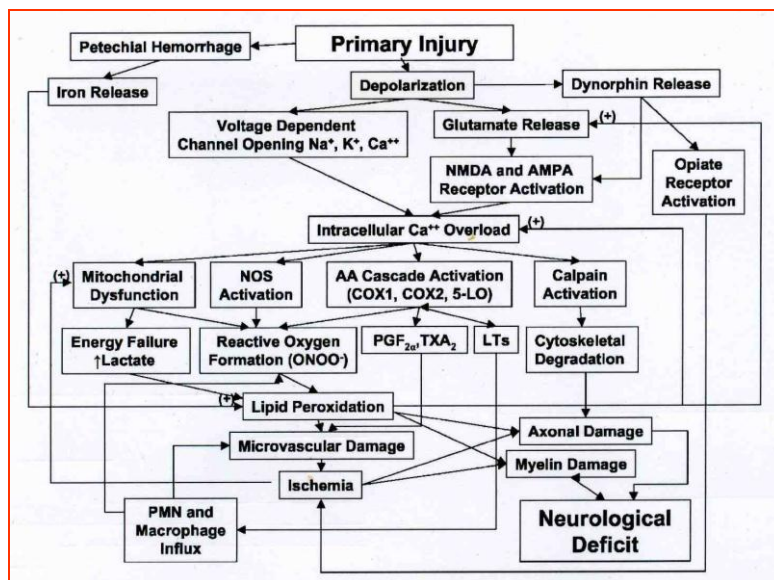 Primary Injury
Petechial Hemorrhage
Iron Release
Depolarization
Dynorphin Release
Voltage Dependent
Channel Opening Na⁺, K⁺, Ca⁺⁺
Glutamate Release
(+)
NMDA and AMPA
Receptor Activation
Opiate
Receptor
Activation
Intracellular Ca⁺⁺ Overload
(+)
(+)
Mitochondrial
Dysfunction
NOS
Activation
AA Cascade Activation
(COX1, COX2, 5-LO)
Calpain
Activation
Energy Failure
↑Lactate
Reactive Oxygen
Formation (ONOO⁻)
PGF₂α,TXA₂
LTs
Cytoskeletal
Degradation
(+)
Lipid Peroxidation
Microvascular Damage
Axonal Damage
Myelin Damage
Ischemia
PMN and
Macrophage
Influx
Neurological
Deficit